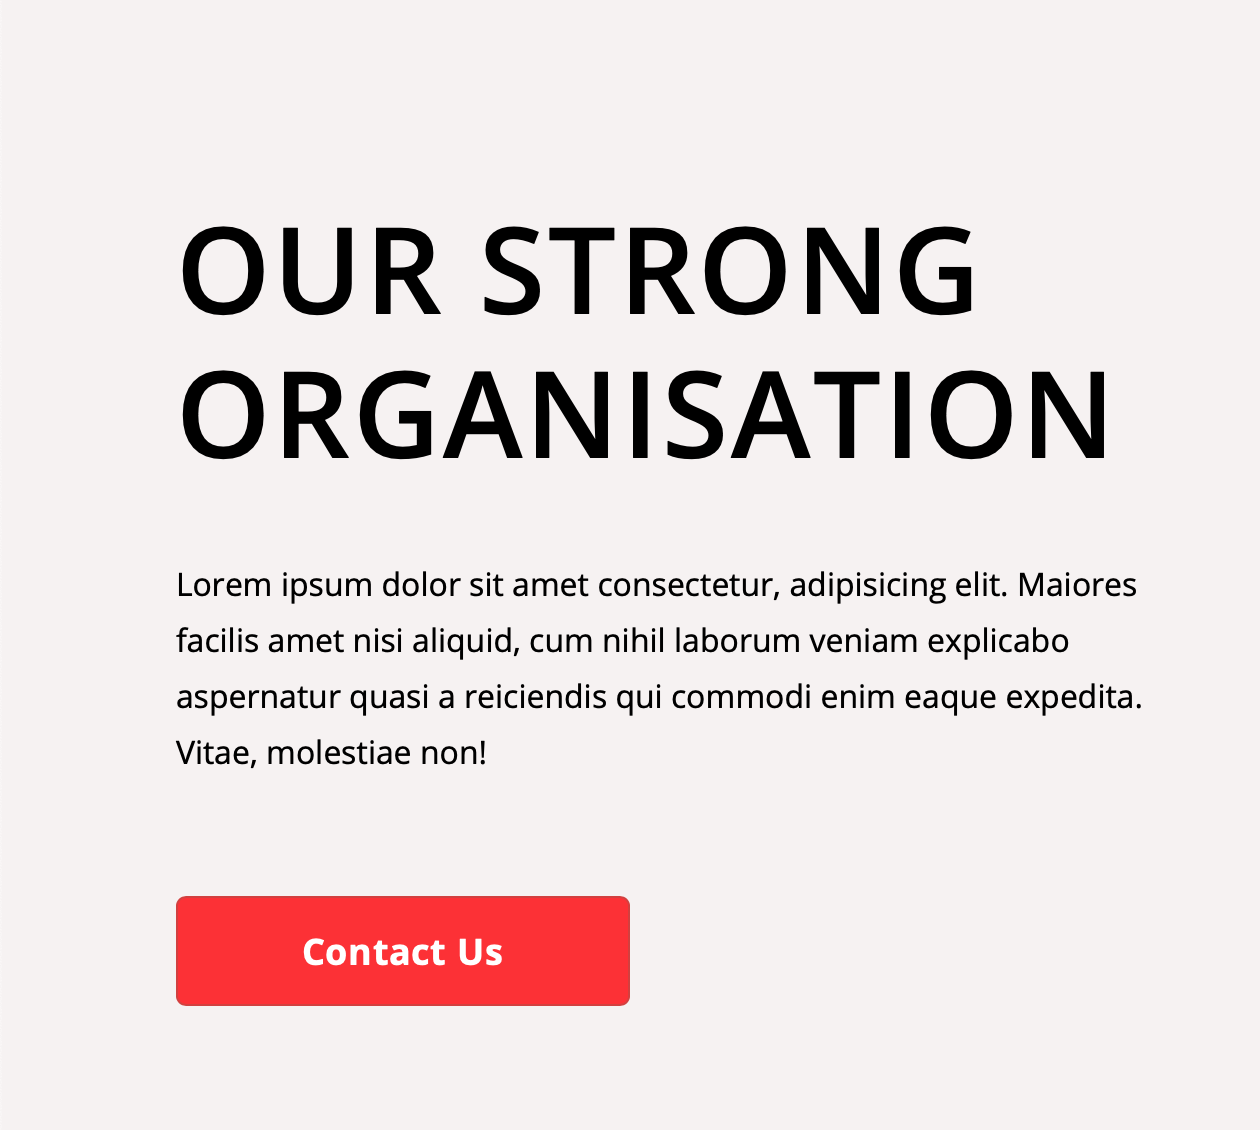 OUR STRONG
ORGANISATION
Lorem ipsum dolor sit amet consectetur, adipisicing elit. Maiores
facilis amet nisi aliquid, cum nihil laborum veniam explicabo
aspernatur quasi a reiciendis qui commodi enim eaque expedita.
Vitae, molestiae non!
Contact Us